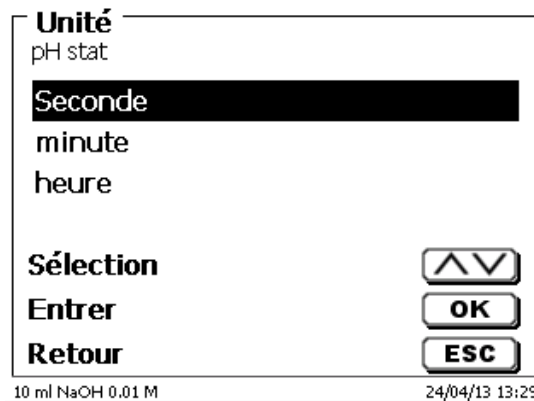 Unité
pH stat
Seconde
minute
heure
Sélection
Entrer OK
Retour ESC
10 ml NaOH 0.01 M 24/04/13 13:29